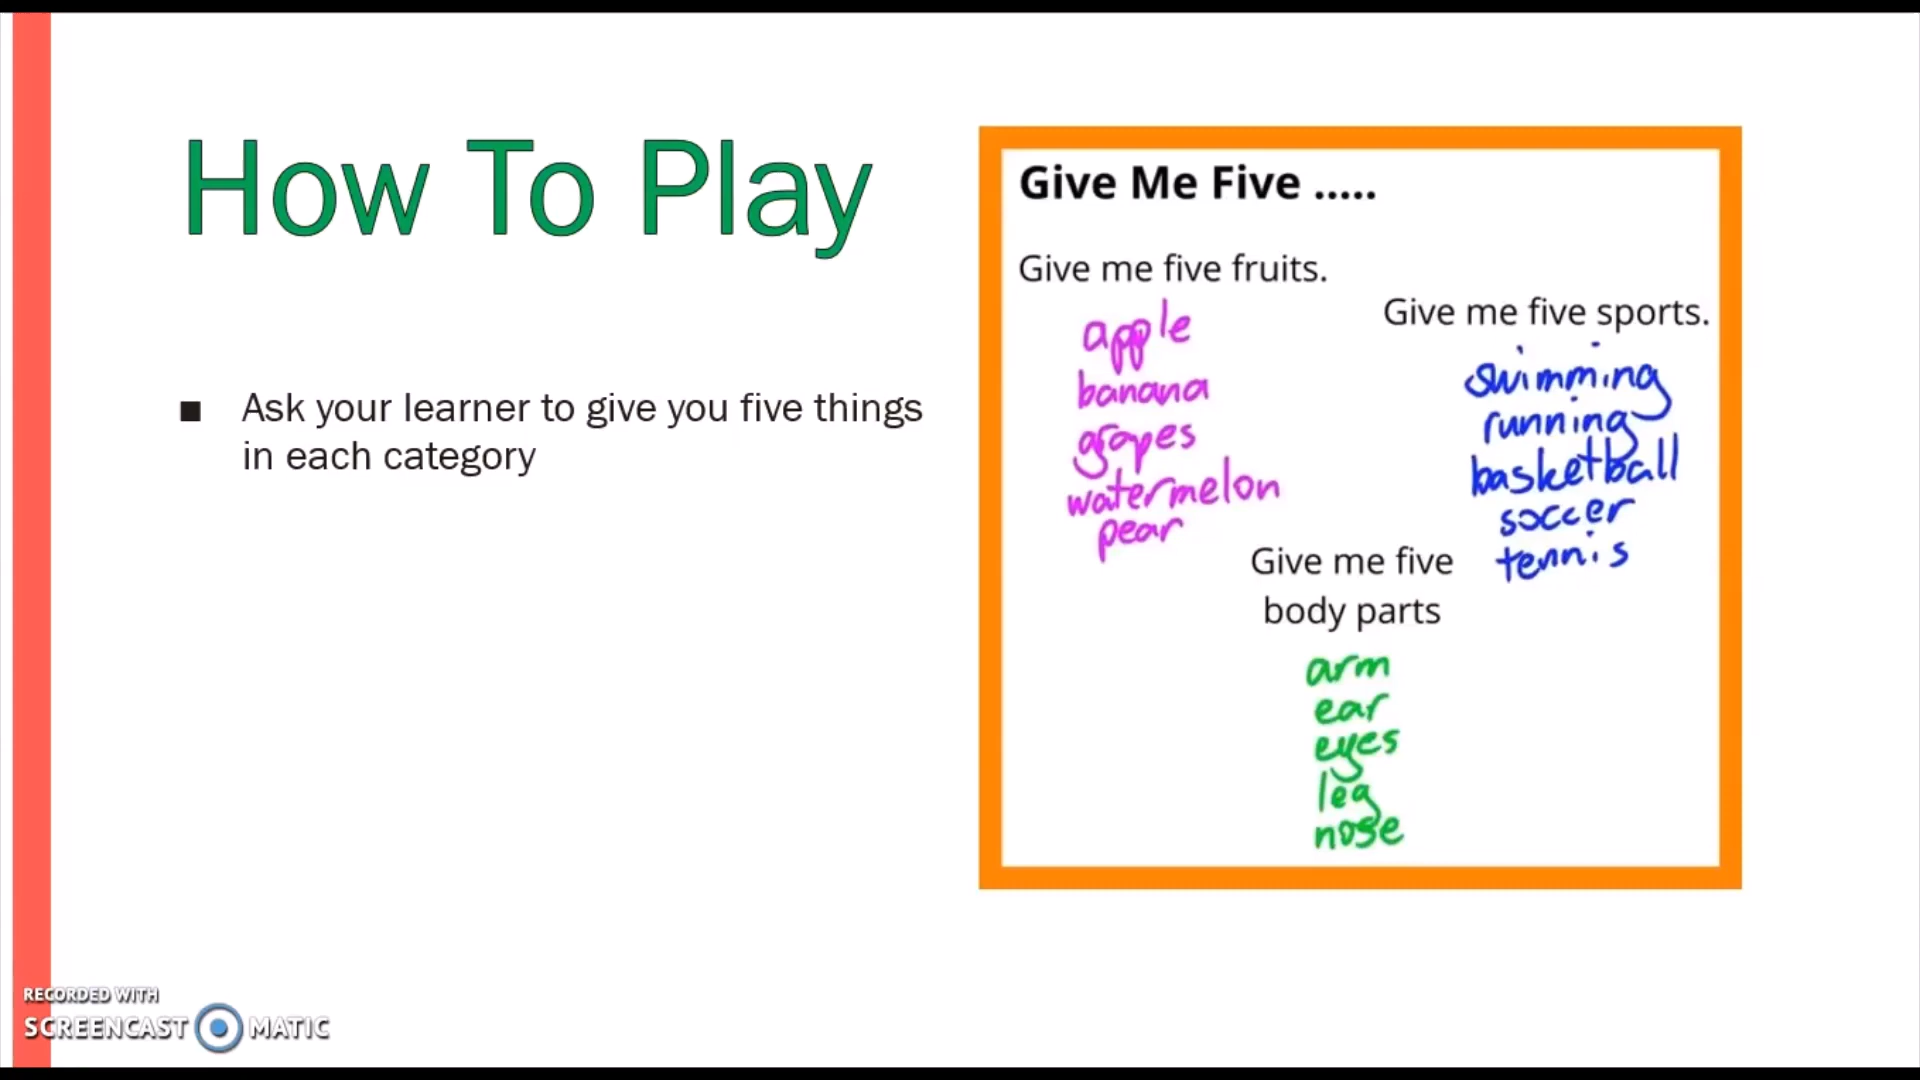 How To Play
■ Ask your learner to give you five things
in each category
Give Me Five .....
Give me five fruits.
apple
banana
grapes
watermelon
pear
Give me five sports.
swimming
running
basketball
soccer
tennis
Give me five
body parts
arm
ear
eyes
leg
nose
RECORDED WITH
SCREENCAST MATIC